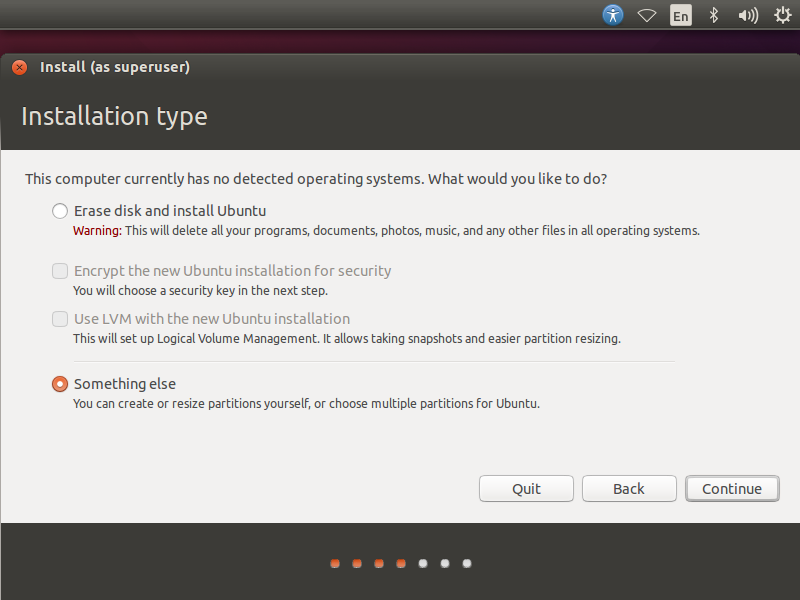 En
Install (as superuser)
Installation type
This computer currently has no detected operating systems. What would you like to do?
Erase disk and install Ubuntu
Warning: This will delete all your programs, documents, photos, music, and any other files in all operating systems.
Encrypt the new Ubuntu installation for security
You will choose a security key in the next step.
Use LVM with the new Ubuntu installation
This will set up Logical Volume Management. It allows taking snapshots and easier partition resizing.
Something else
You can create or resize partitions yourself, or choose multiple partitions for Ubuntu.
Quit Back Continue